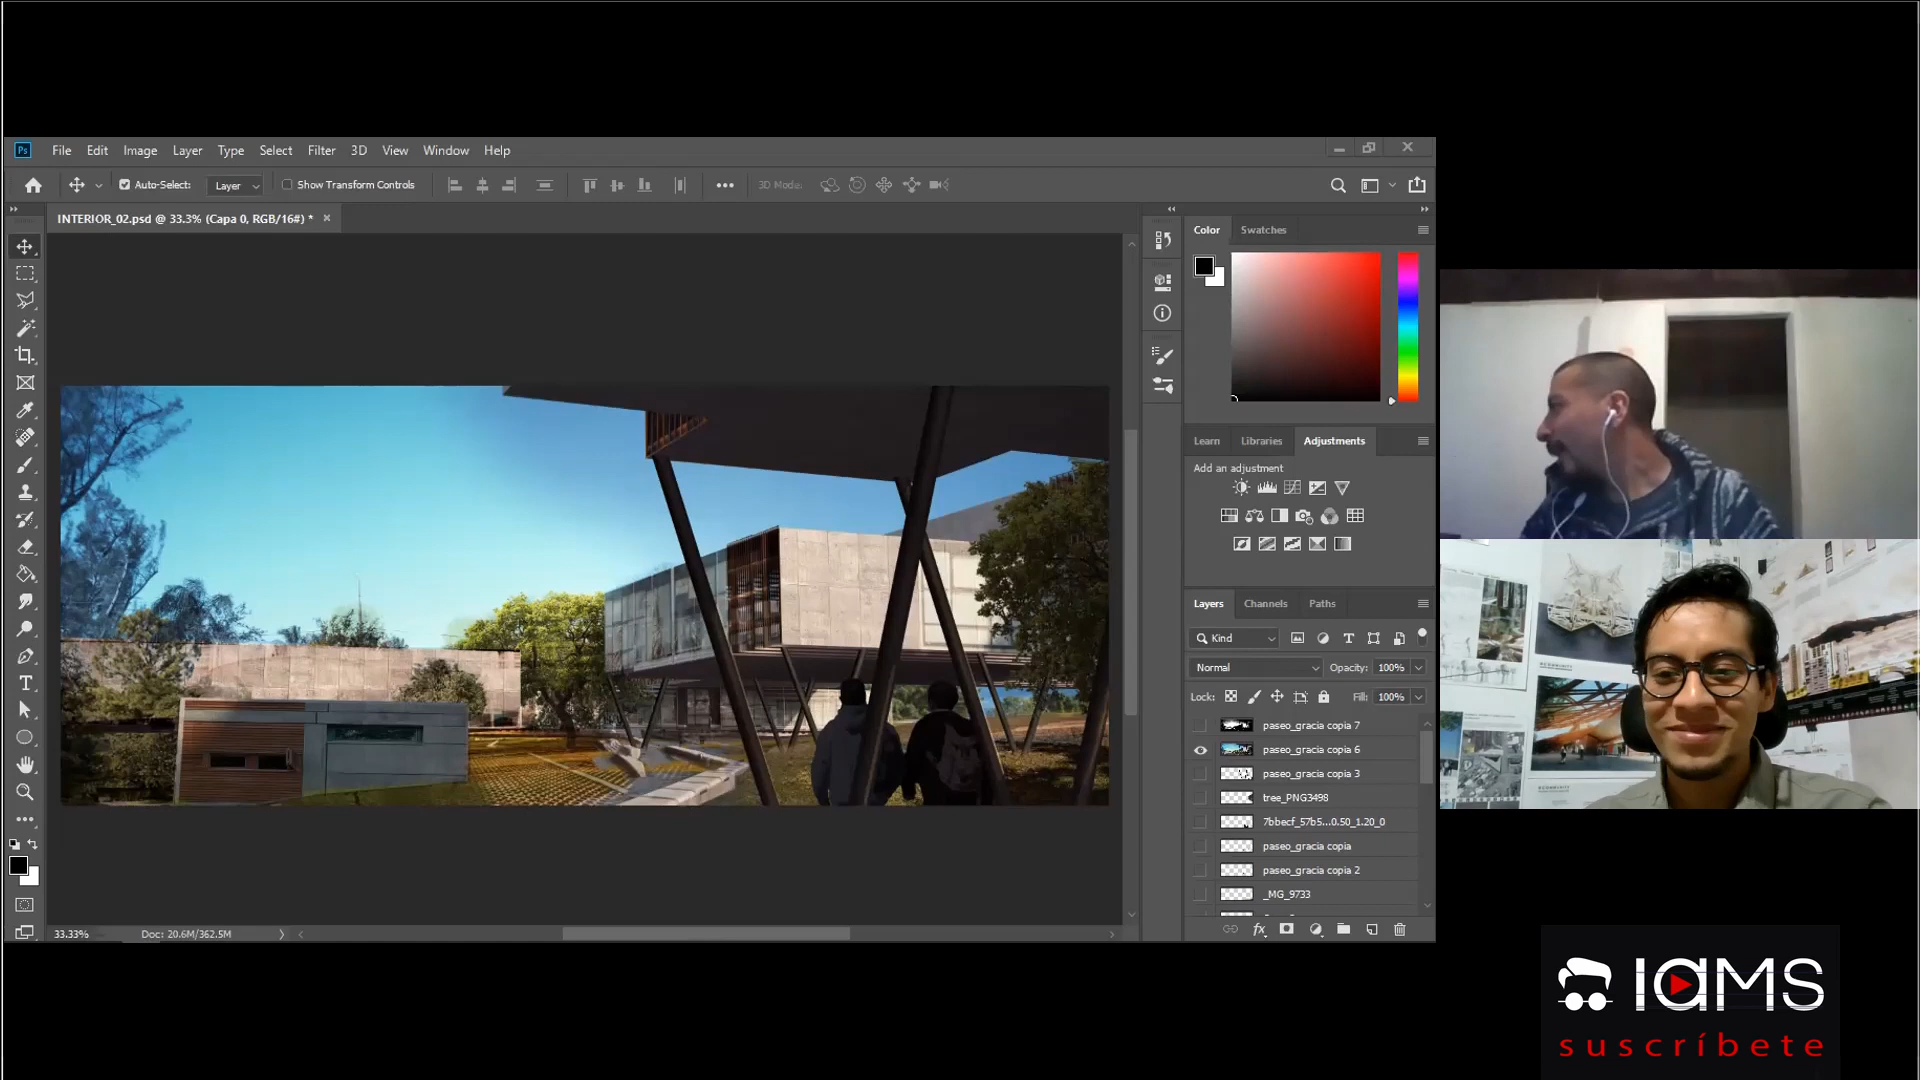 Ps File Edit Image Layer Type Select Filter 3D View Window Help
Auto-Select: Layer Show Transform Controls 3D Mode:
INTERIOR_02.psd @ 33.3% (Capa 0, RGB/16#) *
Color Swatches
Learn Libraries Adjustments
Add an adjustment
Layers Channels Paths
Kind
Normal Opacity: 100%
Lock: Fill: 100%
paseo_gracia copia 7
paseo_gracia copia 6
paseo_gracia copia 3
tree_PNG3498
7bbecf_57b5...0.50_1.20_0
paseo_gracia copia
paseo_gracia copia 2
_MG_9733
fx
33.33% Doc: 20.6M/362.5M
IAMS
suscríbete